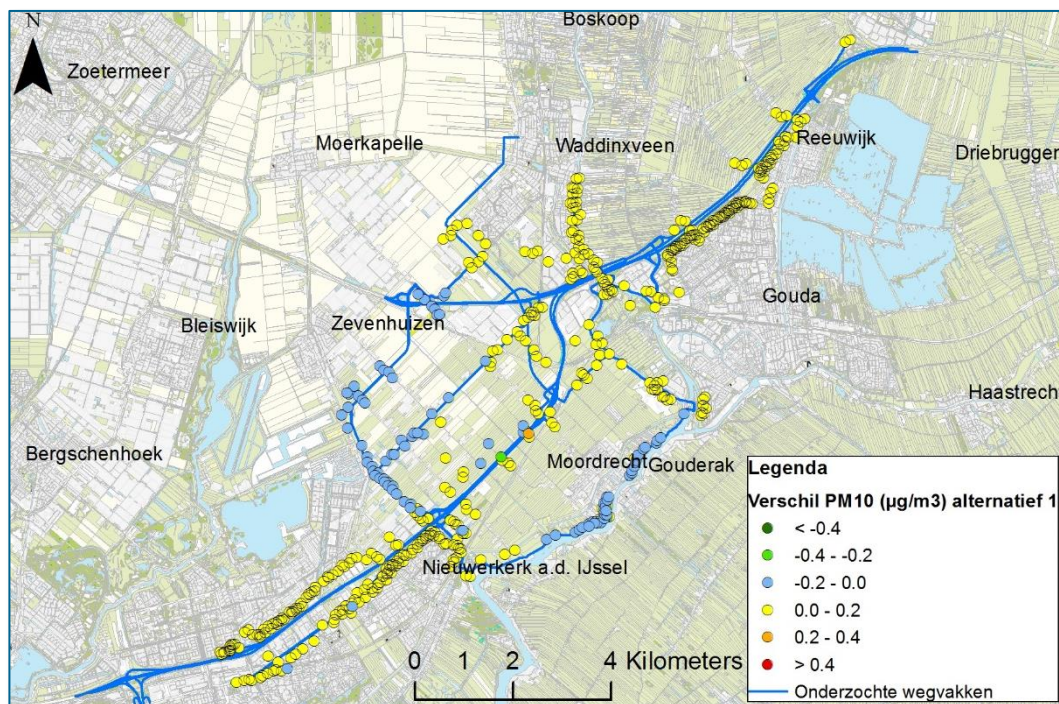 N
Boskoop
Zoetermeer
Moerkapelle
Waddinxveen
Reeuwijk
Driebruggen
Gouda
Bleiswijk
Zevenhuizen
Haastrech
Bergschenhoek
Moordrecht
Gouderak
Nieuwerkerk a.d. IJssel
0 1 2 4 Kilometers
Legenda
Verschil PM10 (µg/m3) alternatief 1
< -0.4
-0.4 - -0.2
-0.2 - 0.0
0.0 - 0.2
0.2 - 0.4
> 0.4
Onderzochte wegvakken